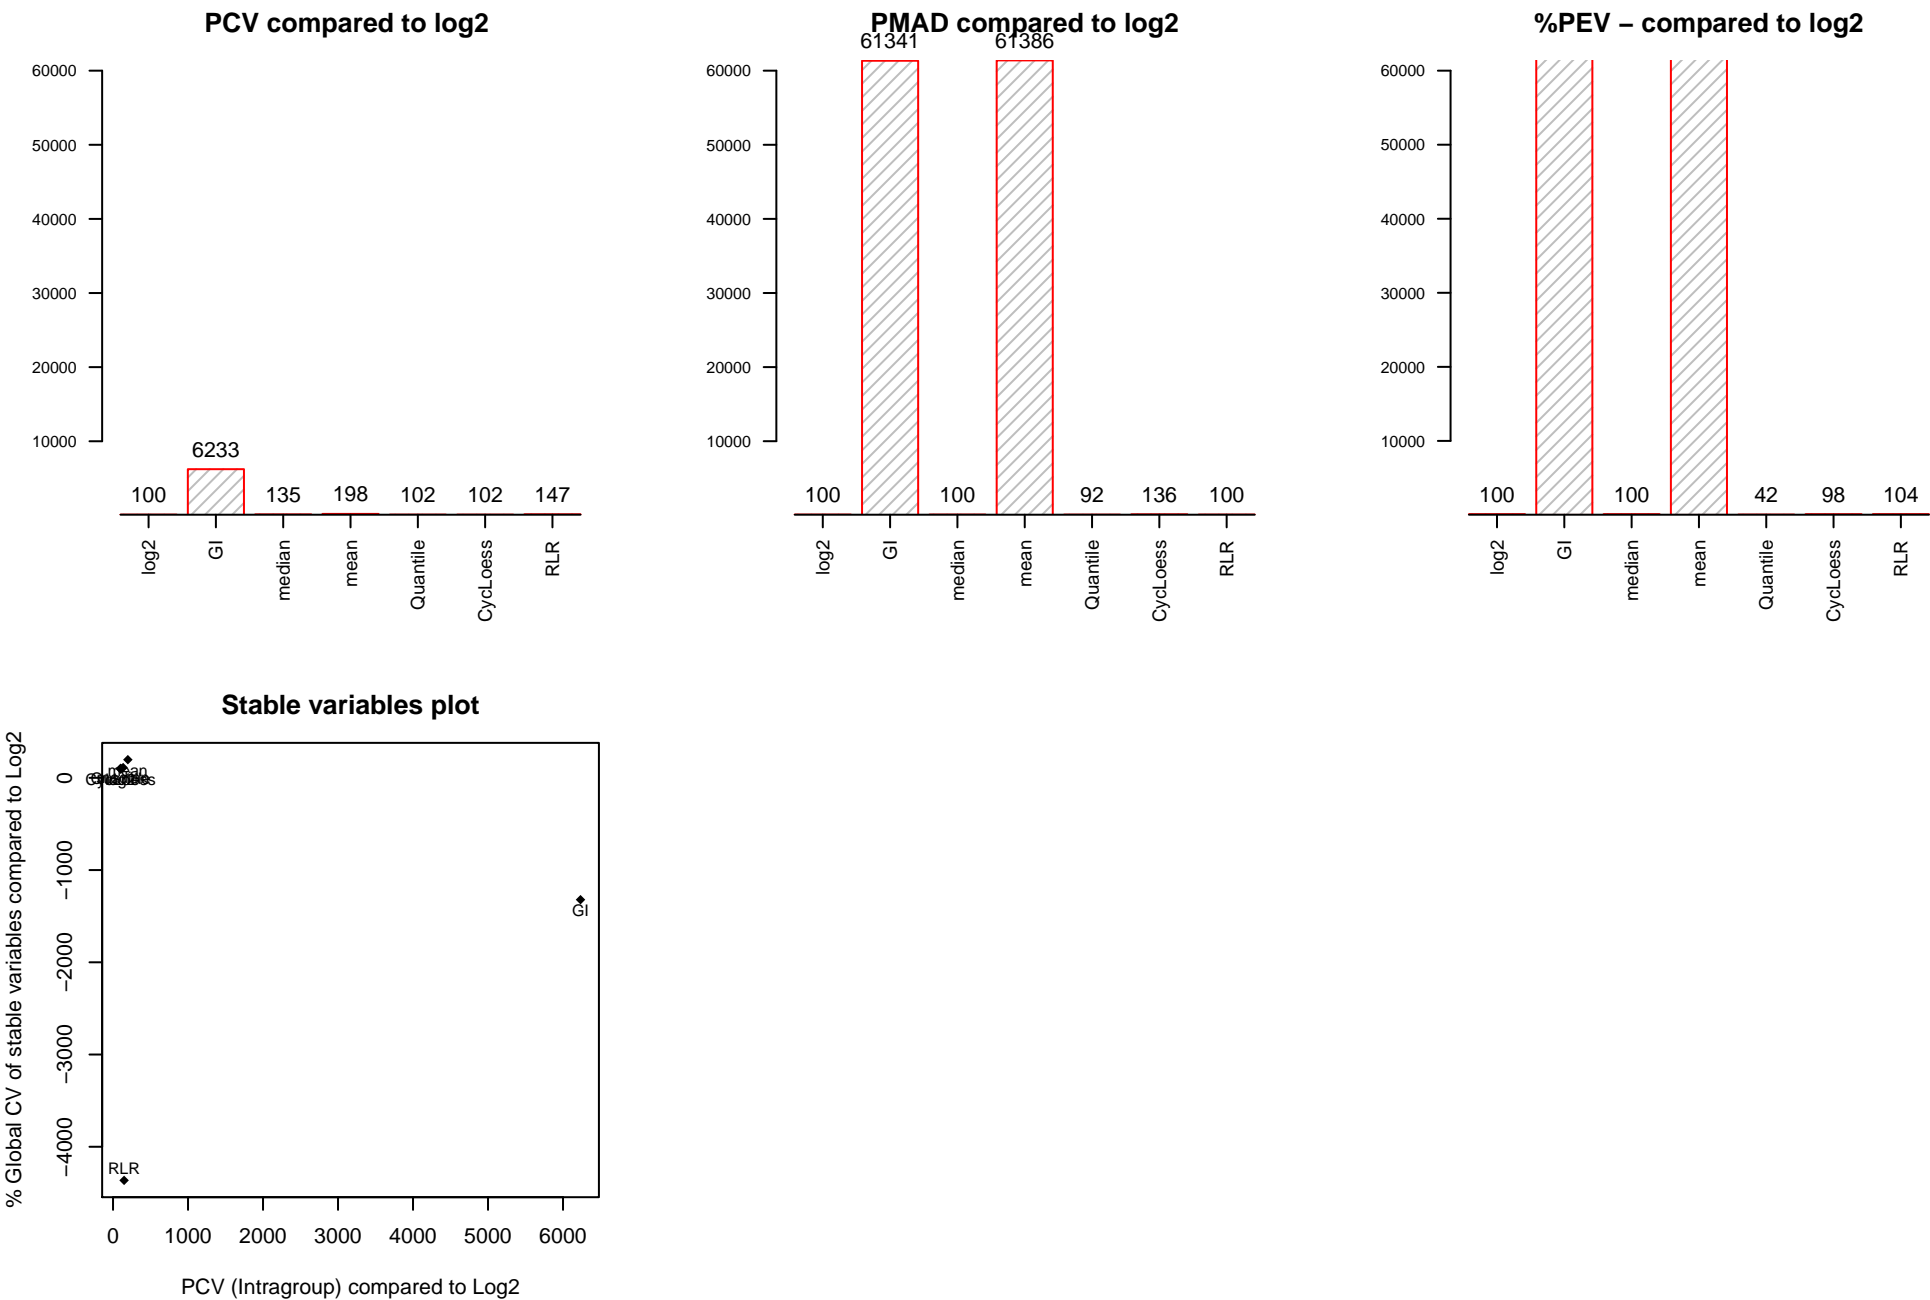 PCV compared to log2
60000
50000
40000
30000
20000
10000
100
6233
135
198
102
102
147
log2
GI
median
mean
Quantile
CycLoess
RLR
PMAD compared to log2
60000
50000
40000
30000
20000
10000
100
61341
100
61386
92
136
100
log2
GI
median
mean
Quantile
CycLoess
RLR
%PEV – compared to log2
60000
50000
40000
30000
20000
10000
100
100
42
98
104
log2
GI
median
mean
Quantile
CycLoess
RLR
Stable variables plot
% Global CV of stable variables compared to Log2
0
−1000
−2000
−3000
−4000
mean
GI
RLR
0
1000
2000
3000
4000
5000
6000
PCV (Intragroup) compared to Log2